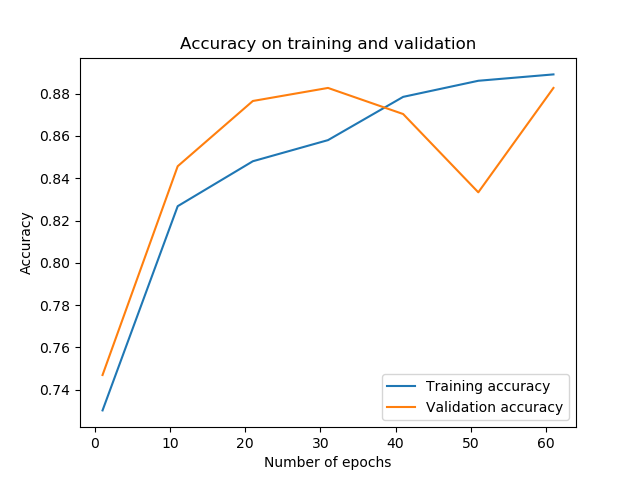 Accuracy on training and validation
Accuracy
0.88
0.86
0.84
0.82
0.80
0.78
0.76
0.74
Training accuracy
Validation accuracy
0 10 20 30 40 50 60
Number of epochs